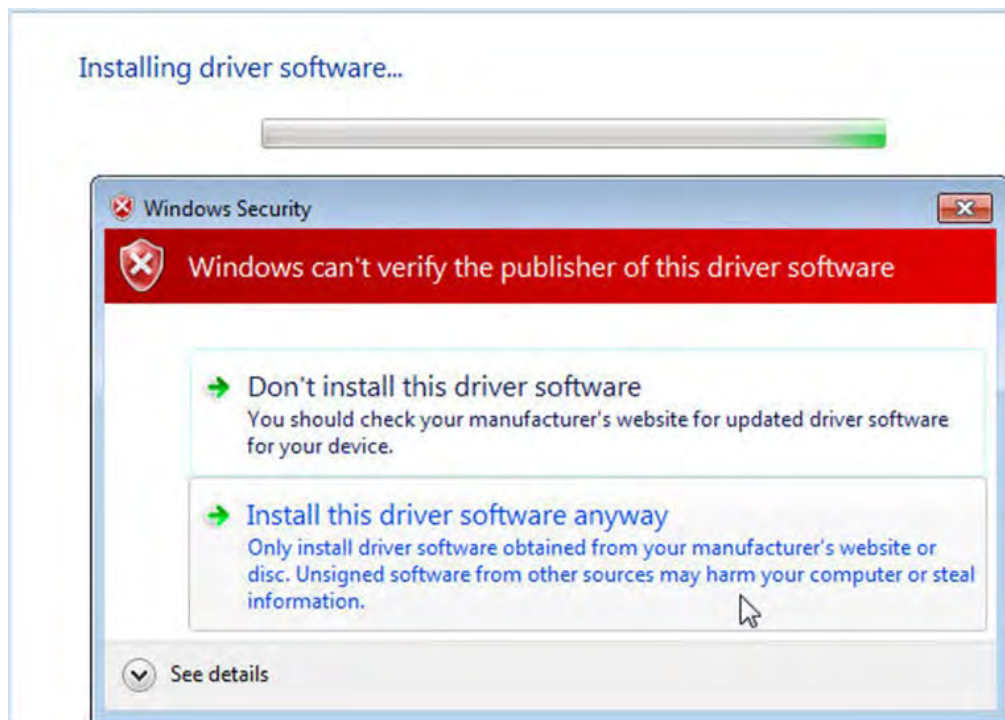 Installing driver software...
Windows Security
Windows can't verify the publisher of this driver software
Don't install this driver software
You should check your manufacturer's website for updated driver software
for your device.
Install this driver software anyway
Only install driver software obtained from your manufacturer's website or
disc. Unsigned software from other sources may harm your computer or steal
information.
See details